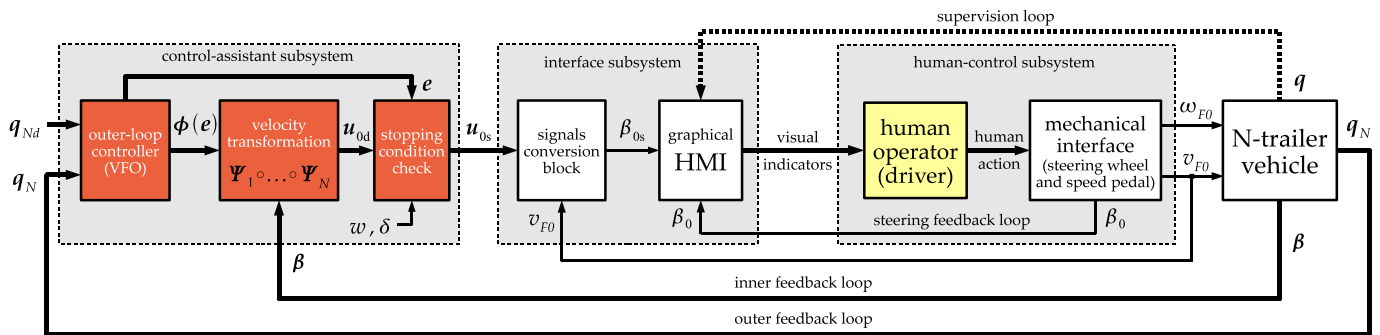 supervision loop
control-assistant subsystem
interface subsystem
human-control subsystem
q
e
q_Nd
q_N
outer-loop
controller
(VFO)
ϕ(e)
velocity
transformation
Ψ_1∘…∘Ψ_N
u_0d
stopping
condition
check
u_0s
signals
conversion
block
β_0s
graphical
HMI
visual
indicators
human
operator
(driver)
human
action
mechanical
interface
(steering wheel
and speed pedal)
ω_F0
v_F0
N-trailer
vehicle
q_N
w , δ
v_F0
β_0
steering feedback loop
β_0
β
β
inner feedback loop
outer feedback loop